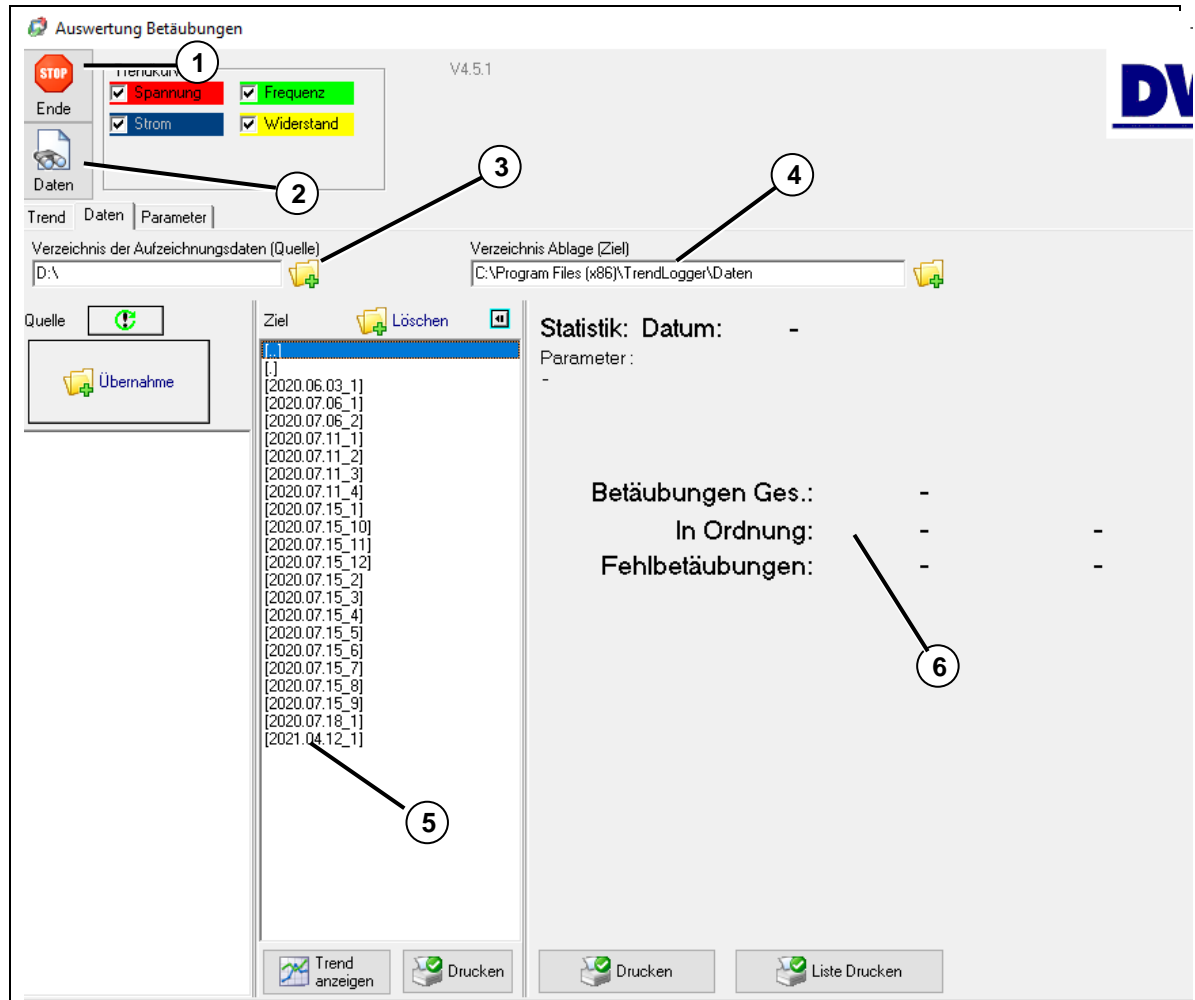 Auswertung Betäubungen
STOP
Ende
Daten
1
Spannung
Frequenz
Strom
Widerstand
V4.5.1
2
3
4
Trend Daten Parameter
Verzeichnis der Aufzeichnungsdaten (Quelle)
Verzeichnis Ablage (Ziel)
D:\
C:\Program Files (x86)\TrendLogger\Daten
Quelle
Übernahme
Ziel
Löschen
[..]
[.]
[2020.06.03_1]
[2020.07.06_1]
[2020.07.06_2]
[2020.07.11_1]
[2020.07.11_2]
[2020.07.11_3]
[2020.07.11_4]
[2020.07.15_1]
[2020.07.15_10]
[2020.07.15_11]
[2020.07.15_12]
[2020.07.15_2]
[2020.07.15_3]
[2020.07.15_4]
[2020.07.15_5]
[2020.07.15_6]
[2020.07.15_7]
[2020.07.15_8]
[2020.07.15_9]
[2020.07.18_1]
[2021.04.12_1]
5
Trend
anzeigen
Drucken
Statistik: Datum: -
Parameter :
-
Betäubungen Ges.: -
In Ordnung: - -
Fehlbetäubungen: - -
6
Drucken
Liste Drucken